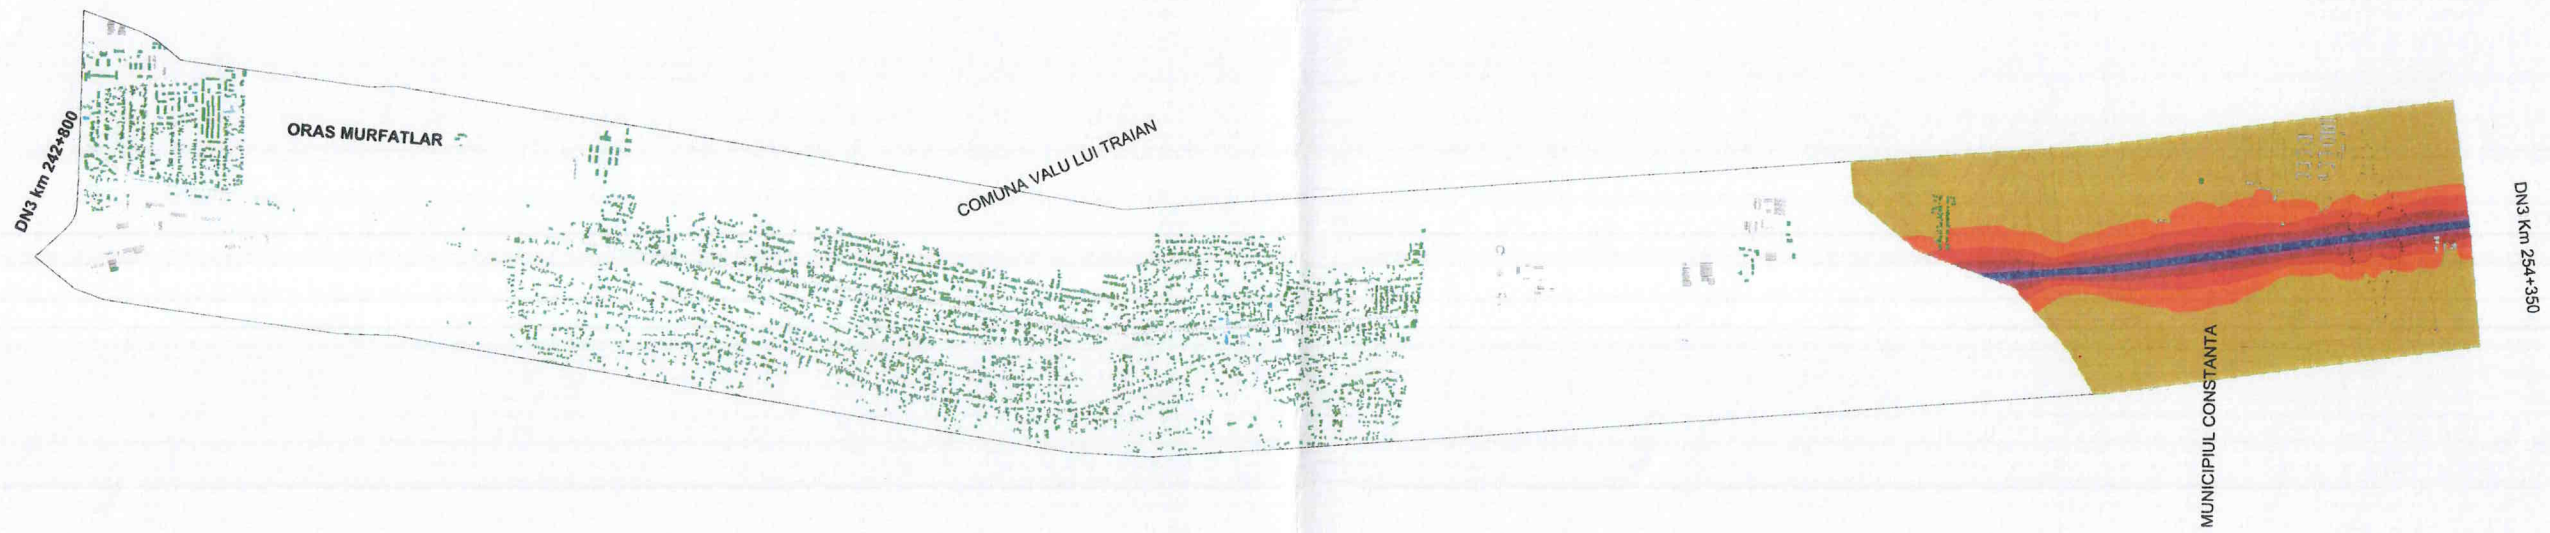 DN3 km 242+800
ORAS MURFATLAR
COMUNA VALU LUI TRAIAN
MUNICIPIUL CONSTANTA
DN3 Km 254+350